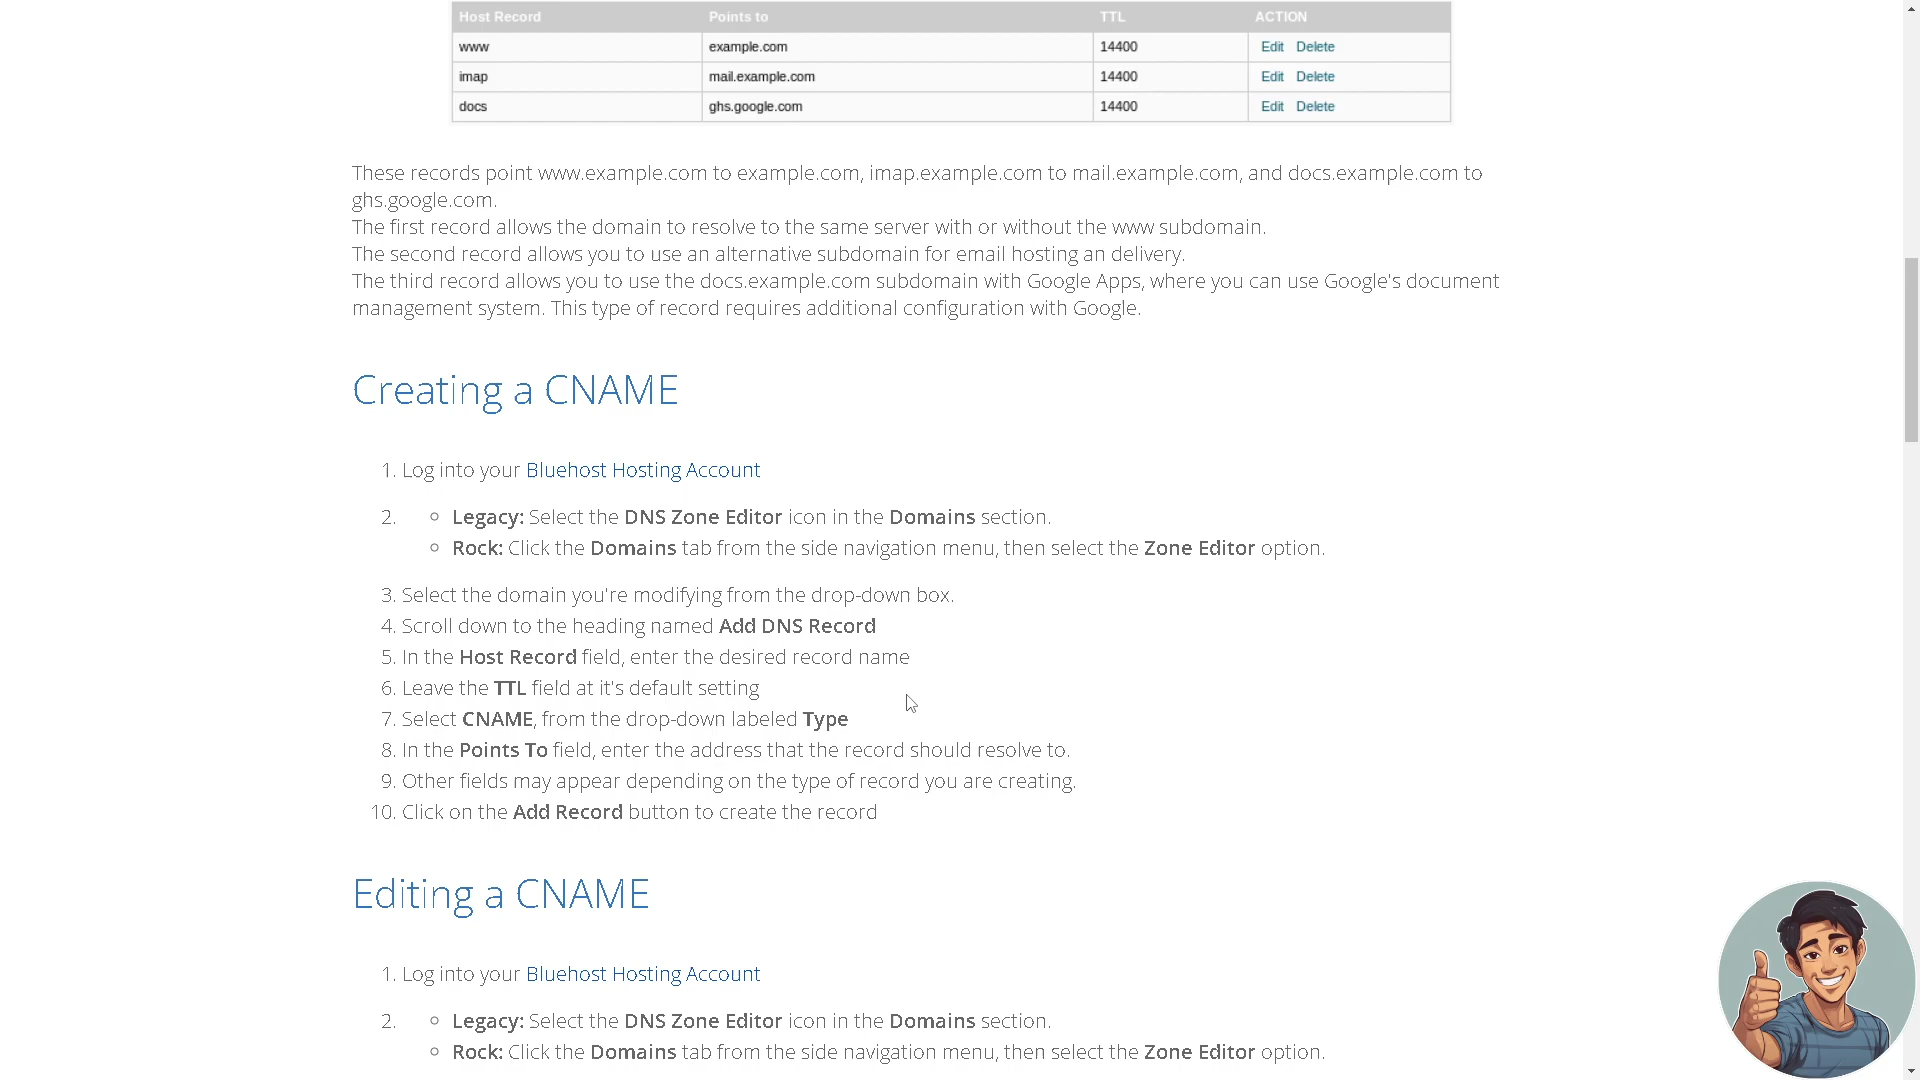 Host Record Points to TTL ACTION
www example.com 14400 Edit Delete
imap mail.example.com 14400 Edit Delete
docs ghs.google.com 14400 Edit Delete
These records point www.example.com to example.com, imap.example.com to mail.example.com, and docs.example.com to
ghs.google.com.
The first record allows the domain to resolve to the same server with or without the www subdomain.
The second record allows you to use an alternative subdomain for email hosting an delivery.
The third record allows you to use the docs.example.com subdomain with Google Apps, where you can use Google's document
management system. This type of record requires additional configuration with Google.
Creating a CNAME
1. Log into your Bluehost Hosting Account
2. Legacy: Select the DNS Zone Editor icon in the Domains section.
Rock: Click the Domains tab from the side navigation menu, then select the Zone Editor option.
3. Select the domain you're modifying from the drop-down box.
4. Scroll down to the heading named Add DNS Record
5. In the Host Record field, enter the desired record name
6. Leave the TTL field at it's default setting
7. Select CNAME, from the drop-down labeled Type
8. In the Points To field, enter the address that the record should resolve to.
9. Other fields may appear depending on the type of record you are creating.
10. Click on the Add Record button to create the record
Editing a CNAME
1. Log into your Bluehost Hosting Account
2. Legacy: Select the DNS Zone Editor icon in the Domains section.
Rock: Click the Domains tab from the side navigation menu, then select the Zone Editor option.